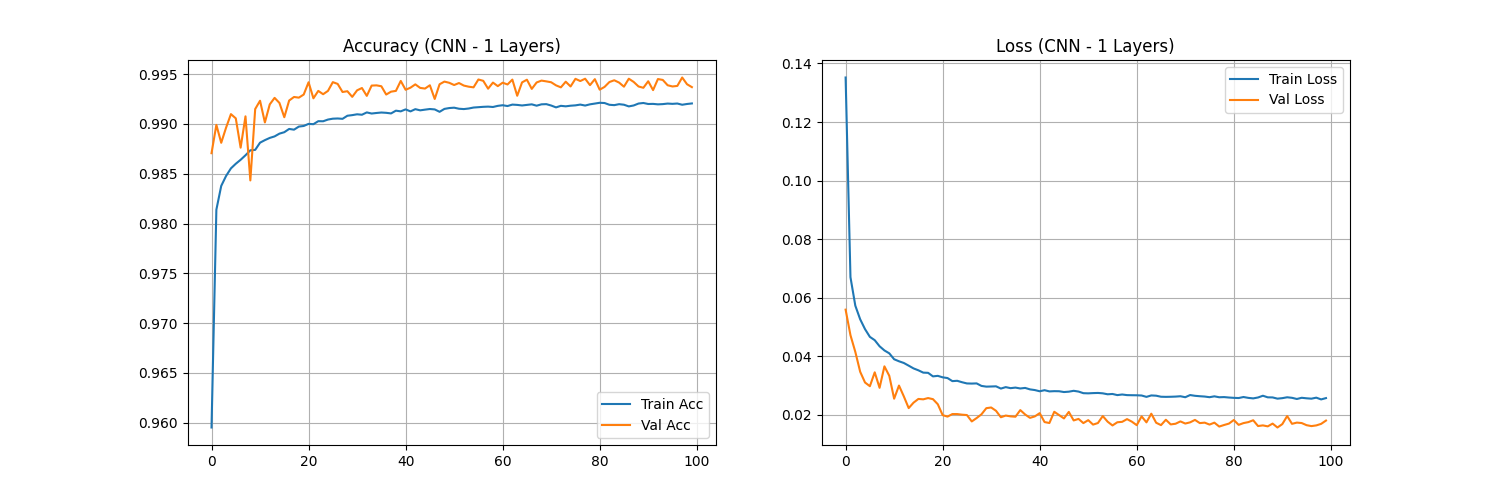 Accuracy (CNN - 1 Layers)
0.995
0.990
0.985
0.980
0.975
0.970
0.965
0.960
0 20 40 60 80 100
Train Acc
Val Acc
Loss (CNN - 1 Layers)
0.14
0.12
0.10
0.08
0.06
0.04
0.02
0 20 40 60 80 100
Train Loss
Val Loss